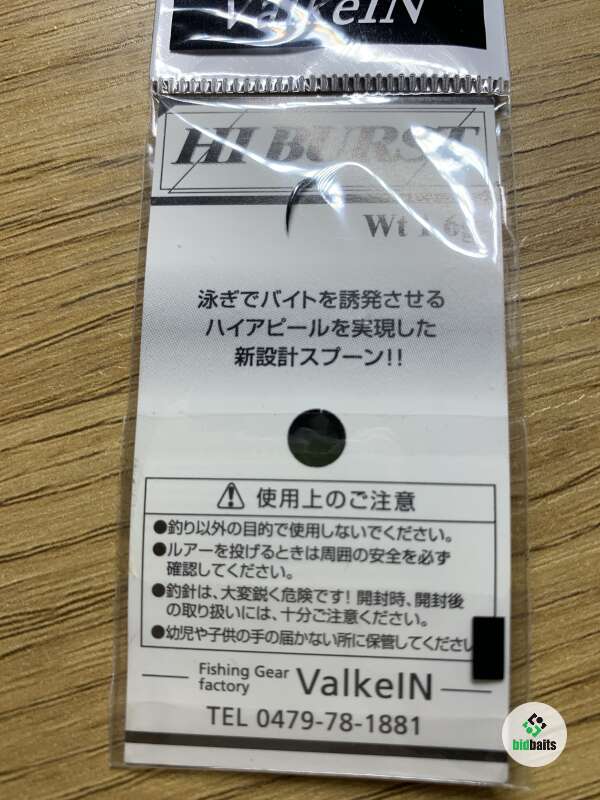 ValkeIN
HI BURST
Wt 1.6g
泳ぎでバイトを誘発させる
ハイアピールを実現した
新設計スプーン!!
使用上のご注意
●釣り以外の目的で使用しないでください。
●ルアーを投げるときは周囲の安全を必ず
確認してください。
●釣針は、大変鋭く危険です!開封時、開封後
の取り扱いには、十分ご注意ください。
●幼児や子供の手の届かない所に保管してください
Fishing Gear
factory
ValkeIN
TEL 0479-78-1881
bidbaits